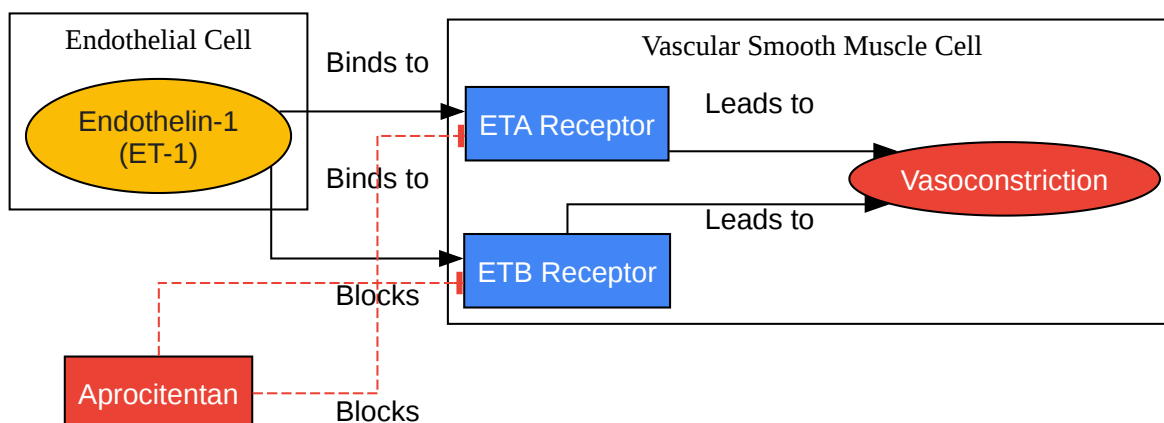 Endothelial Cell
Vascular Smooth Muscle Cell
Binds to
Endothelin-1
(ET-1)
ETA Receptor
Leads to
Binds to
Vasoconstriction
Leads to
ETB Receptor
Blocks
Aprocitentan
Blocks